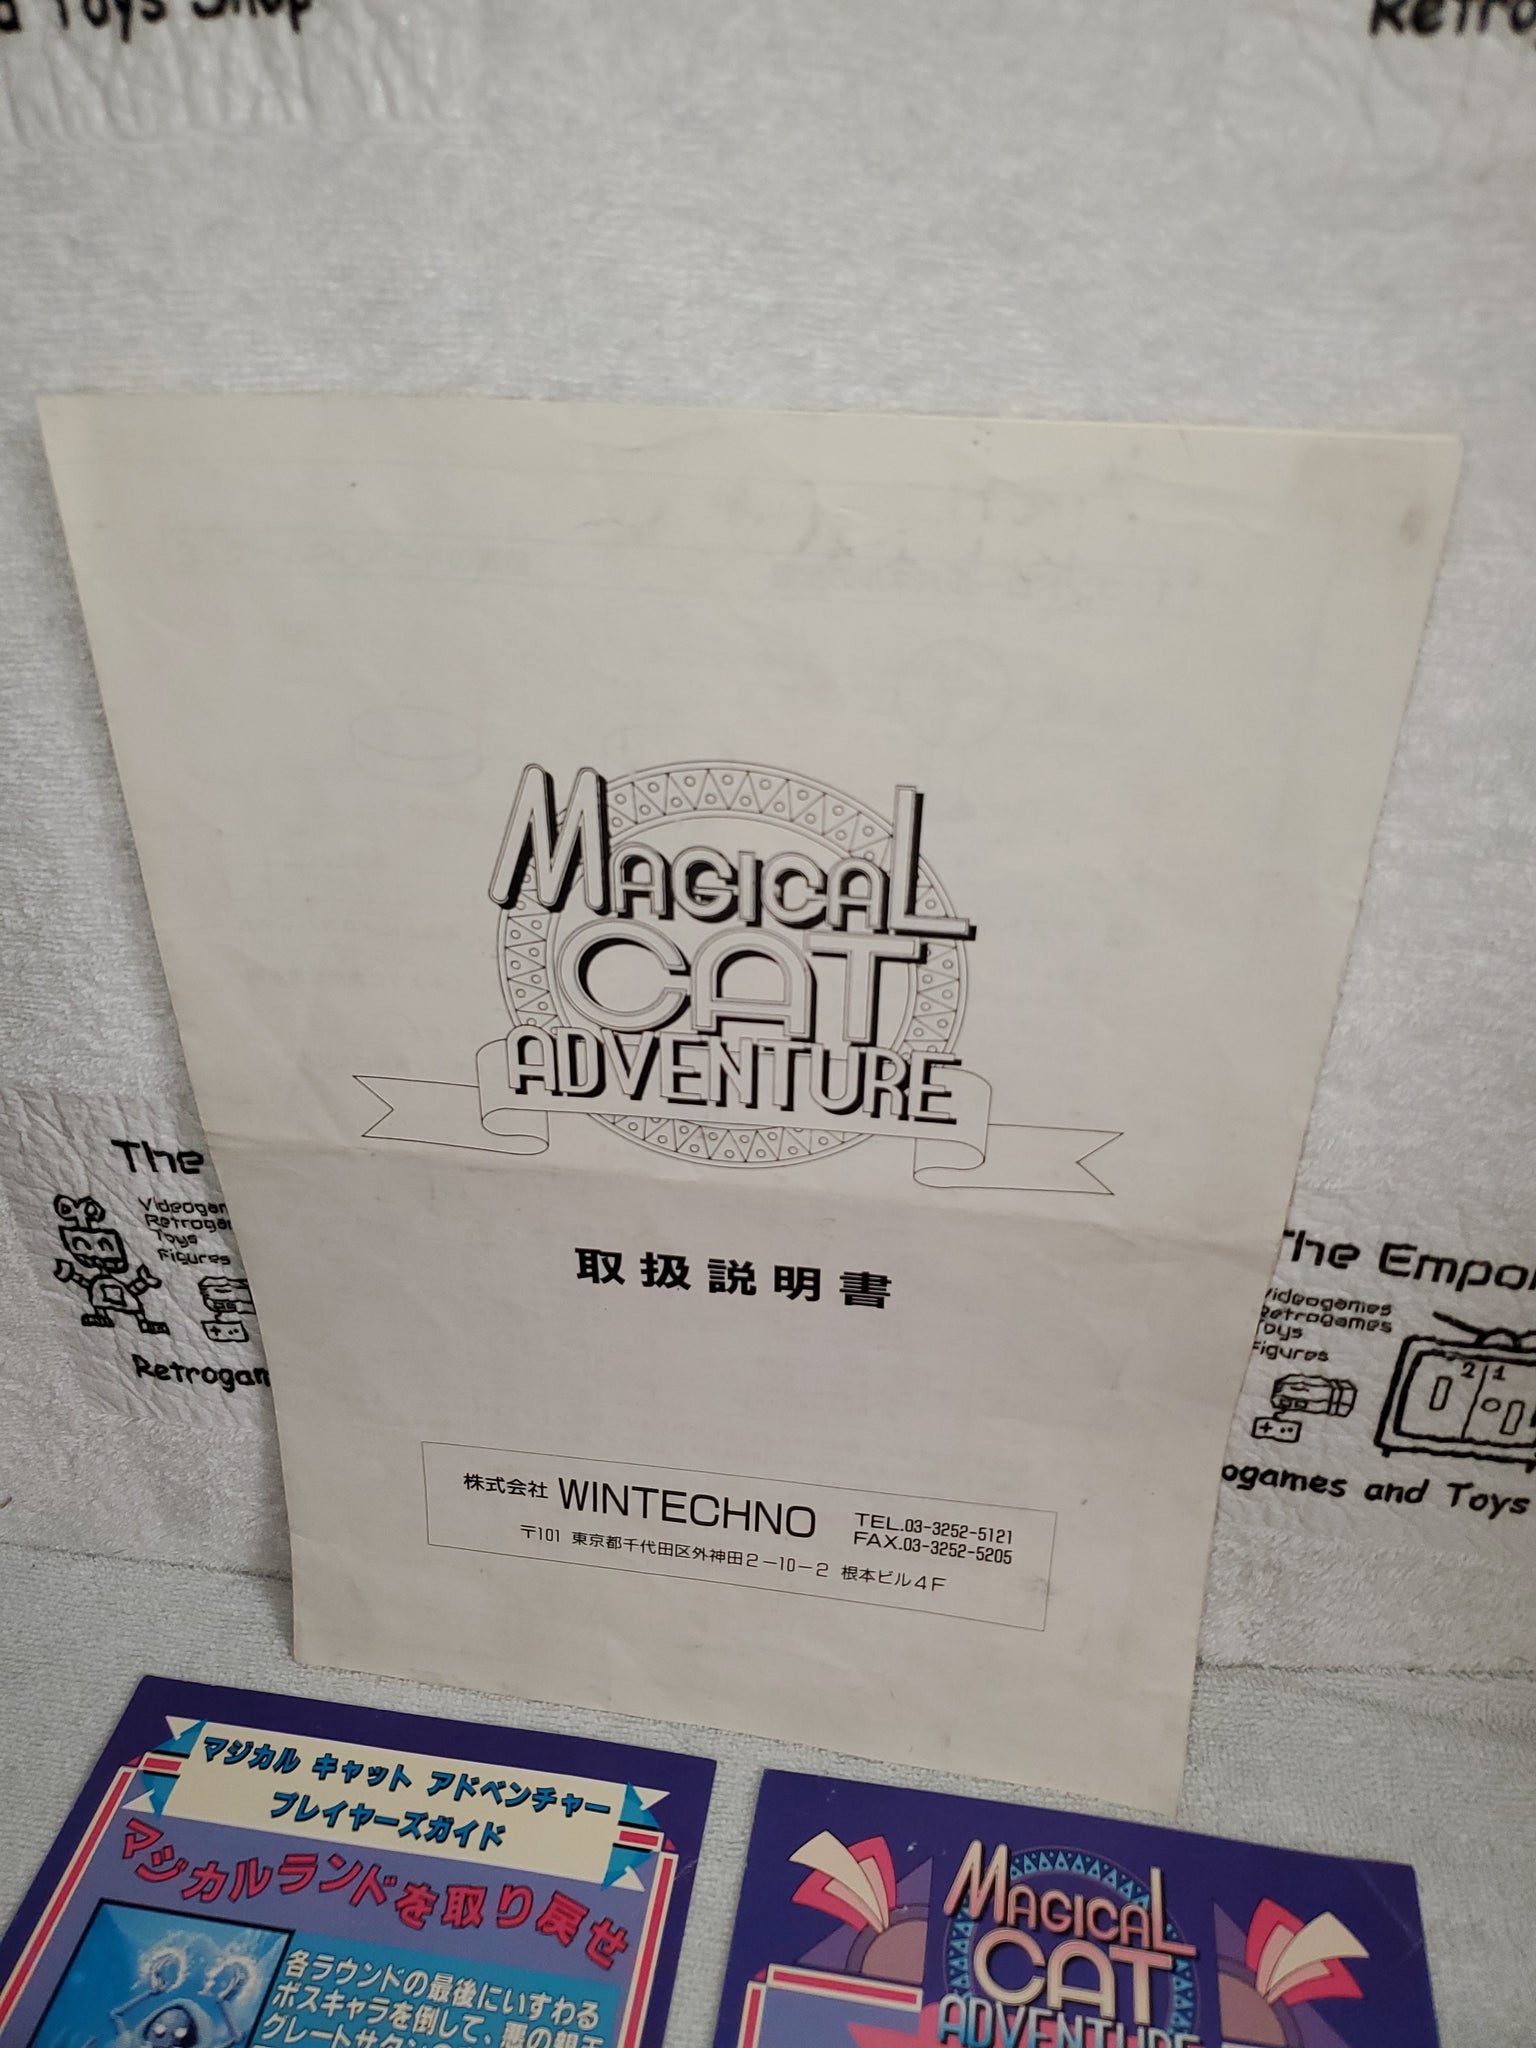 Toys Shop
Retro
MAGICAL
CAT
ADVENTURE
取扱説明書
株式会社 WINTECHNO
TEL.03-3252-5121
FAX.03-3252-5205
〒101 東京都千代田区外神田2-10-2 根本ビル4F
The
Videogam
Retrogam
Toys
Figures
Retrogam
The Empo
Videogames
Retrogames
Toys
Figures
2 1
ogames and Toys
マジカル キャット アドベンチャー
プレイヤーズガイド
マジカルランドを取り戻せ
各ラウンドの最後にいすわる
ボスキャラを倒して、悪の親玉
グレートサタン
MAGICAL
CAT
ADVENTURE